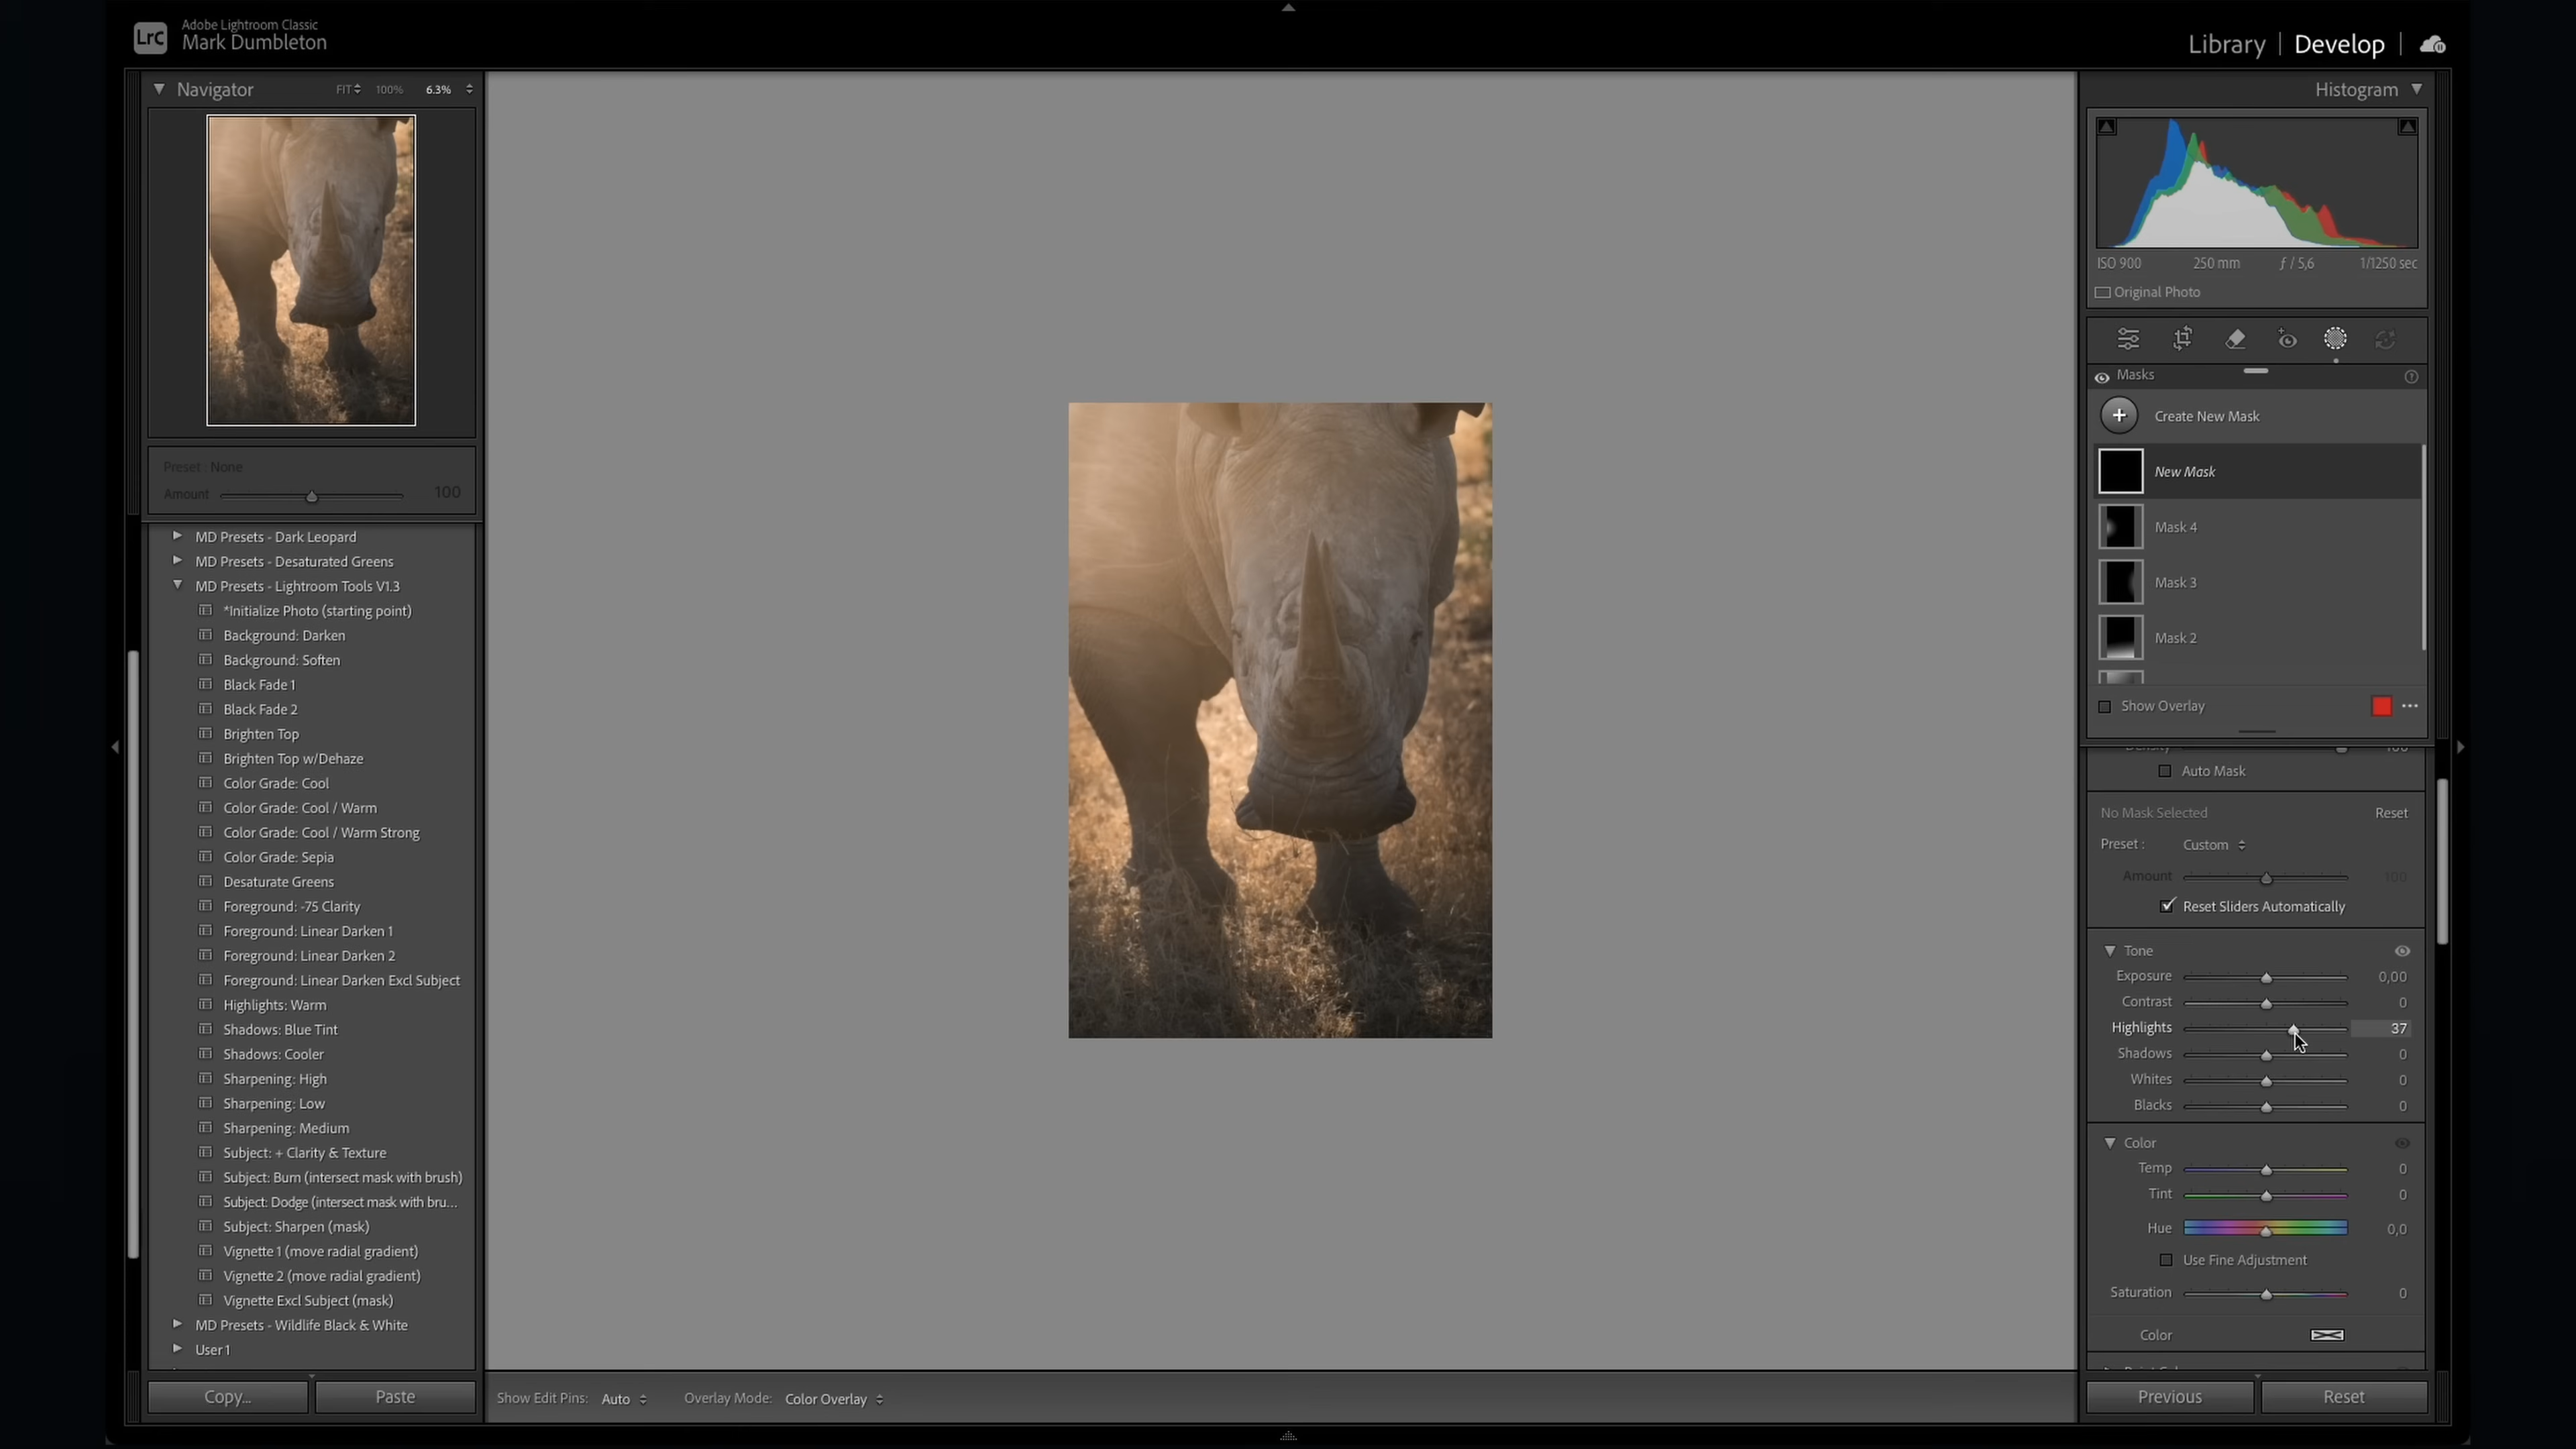 Adobe Lightroom Classic
Mark Dumbleton
LrC
Library | Develop |
Navigator FIT 100% 6.3%
Preset : None
Amount 100
MD Presets - Dark Leopard
MD Presets - Desaturated Greens
MD Presets - Lightroom Tools V1.3
*Initialize Photo (starting point)
Background: Darken
Background: Soften
Black Fade 1
Black Fade 2
Brighten Top
Brighten Top w/Dehaze
Color Grade: Cool
Color Grade: Cool / Warm
Color Grade: Cool / Warm Strong
Color Grade: Sepia
Desaturate Greens
Foreground: -75 Clarity
Foreground: Linear Darken 1
Foreground: Linear Darken 2
Foreground: Linear Darken Excl Subject
Highlights: Warm
Shadows: Blue Tint
Shadows: Cooler
Sharpening: High
Sharpening: Low
Sharpening: Medium
Subject: + Clarity & Texture
Subject: Burn (intersect mask with brush)
Subject: Dodge (intersect mask with bru...
Subject: Sharpen (mask)
Vignette 1 (move radial gradient)
Vignette 2 (move radial gradient)
Vignette Excl Subject (mask)
MD Presets - Wildlife Black & White
User 1
Copy... Paste
Show Edit Pins: Auto Overlay Mode: Color Overlay
Histogram
ISO 900 250 mm ƒ / 5,6 1/1250 sec
Original Photo
Masks
Create New Mask
New Mask
Mask 4
Mask 3
Mask 2
Show Overlay
Density 100
Auto Mask
No Mask Selected Reset
Preset : Custom
Amount 100
Reset Sliders Automatically
Tone
Exposure 0,00
Contrast 0
Highlights 37
Shadows 0
Whites 0
Blacks 0
Color
Temp 0
Tint 0
Hue 0,0
Use Fine Adjustment
Saturation 0
Color
Previous Reset